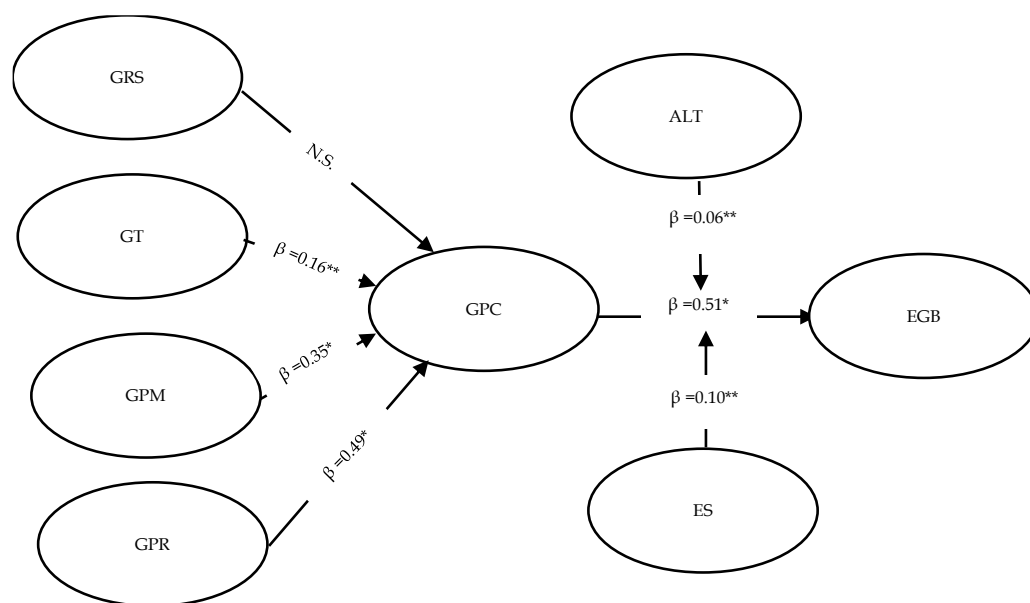 GRS
ALT
N.S.
β =0.06**
GT
β =0.16**
GPC
β =0.51*
EGB
GPM
β =0.35*
β =0.10**
β =0.49*
ES
GPR